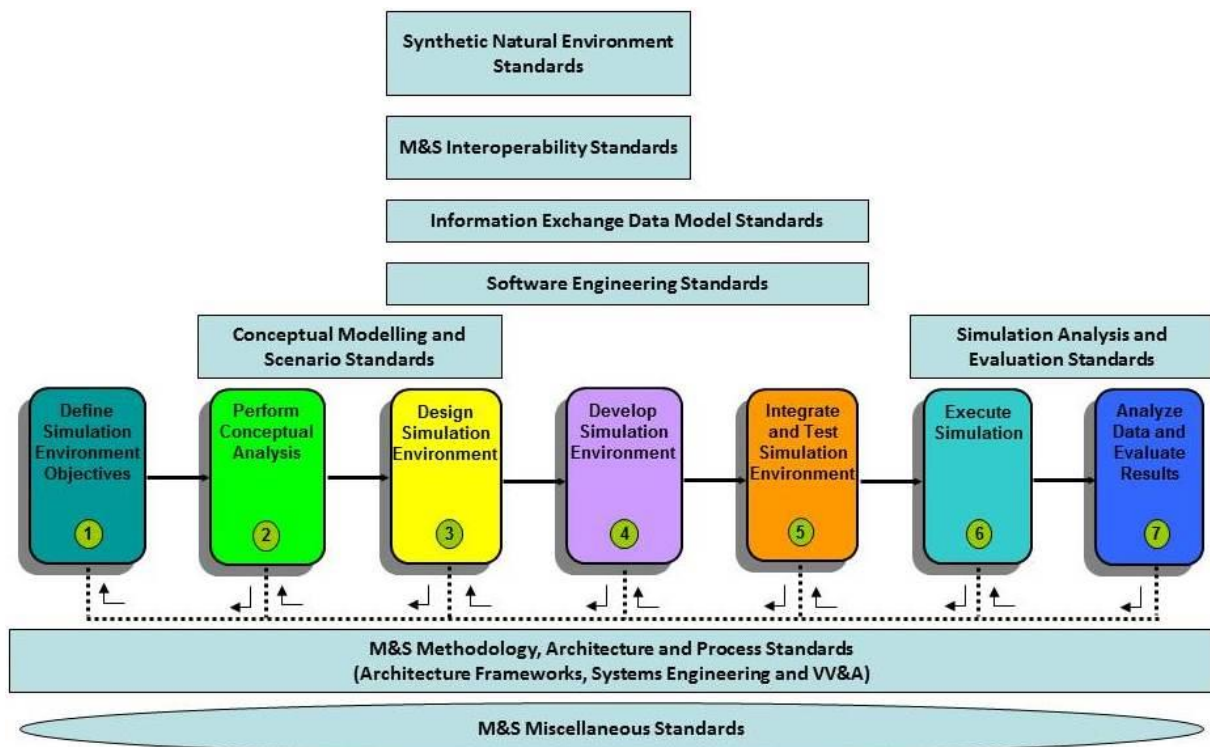 Synthetic Natural Environment
Standards
M&S Interoperability Standards
Information Exchange Data Model Standards
Software Engineering Standards
Conceptual Modelling and
Scenario Standards
Simulation Analysis and
Evaluation Standards
Define
Simulation
Environment
Objectives
1
Perform
Conceptual
Analysis
2
Design
Simulation
Environment
3
Develop
Simulation
Environment
4
Integrate
and Test
Simulation
Environment
5
Execute
Simulation
6
Analyze
Data and
Evaluate
Results
7
M&S Methodology, Architecture and Process Standards
(Architecture Frameworks, Systems Engineering and VV&A)
M&S Miscellaneous Standards